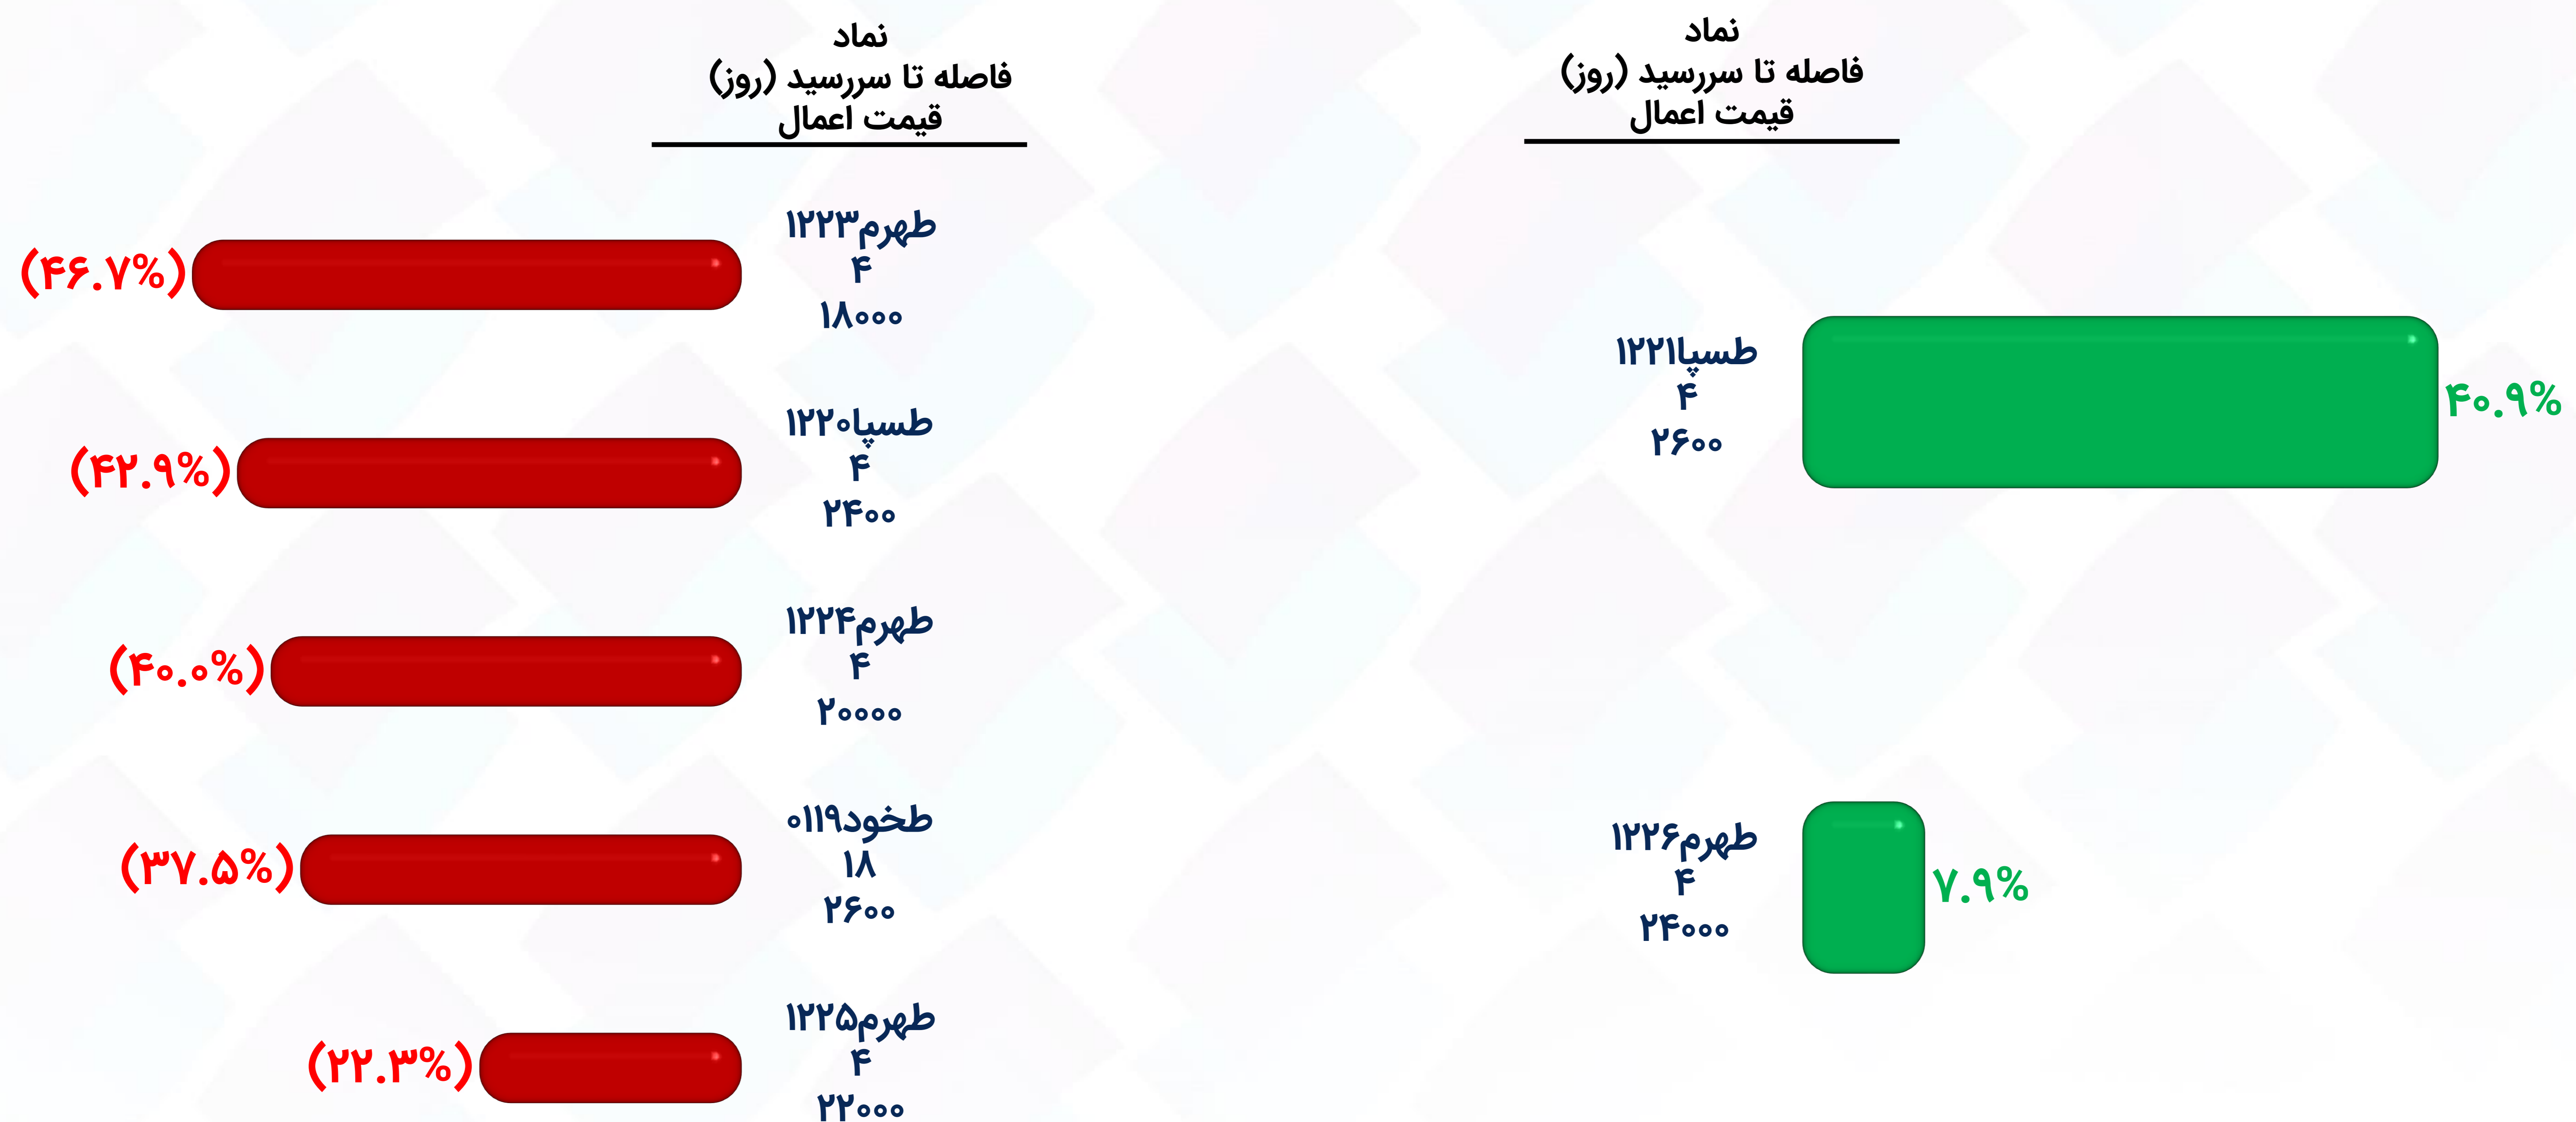 نماد
فاصله تا سررسید (روز)
قیمت اعمال
طسپا۱۲۲۱
۴
۲۶۰۰
۴۰.۹%
طهرم۱۲۲۶
۴
۲۴۰۰۰
۷.۹%
نماد
فاصله تا سررسید (روز)
قیمت اعمال
طهرم۱۲۲۳
۴
۱۸۰۰۰
(۴۶.۷%)
طسپا۱۲۲۰
۴
۲۴۰۰
(۴۲.۹%)
طهرم۱۲۲۴
۴
۲۰۰۰۰
(۴۰.۰%)
طخود۰۱۱۹
۱۸
۲۶۰۰
(۳۷.۵%)
طهرم۱۲۲۵
۴
۲۲۰۰۰
(۲۲.۳%)